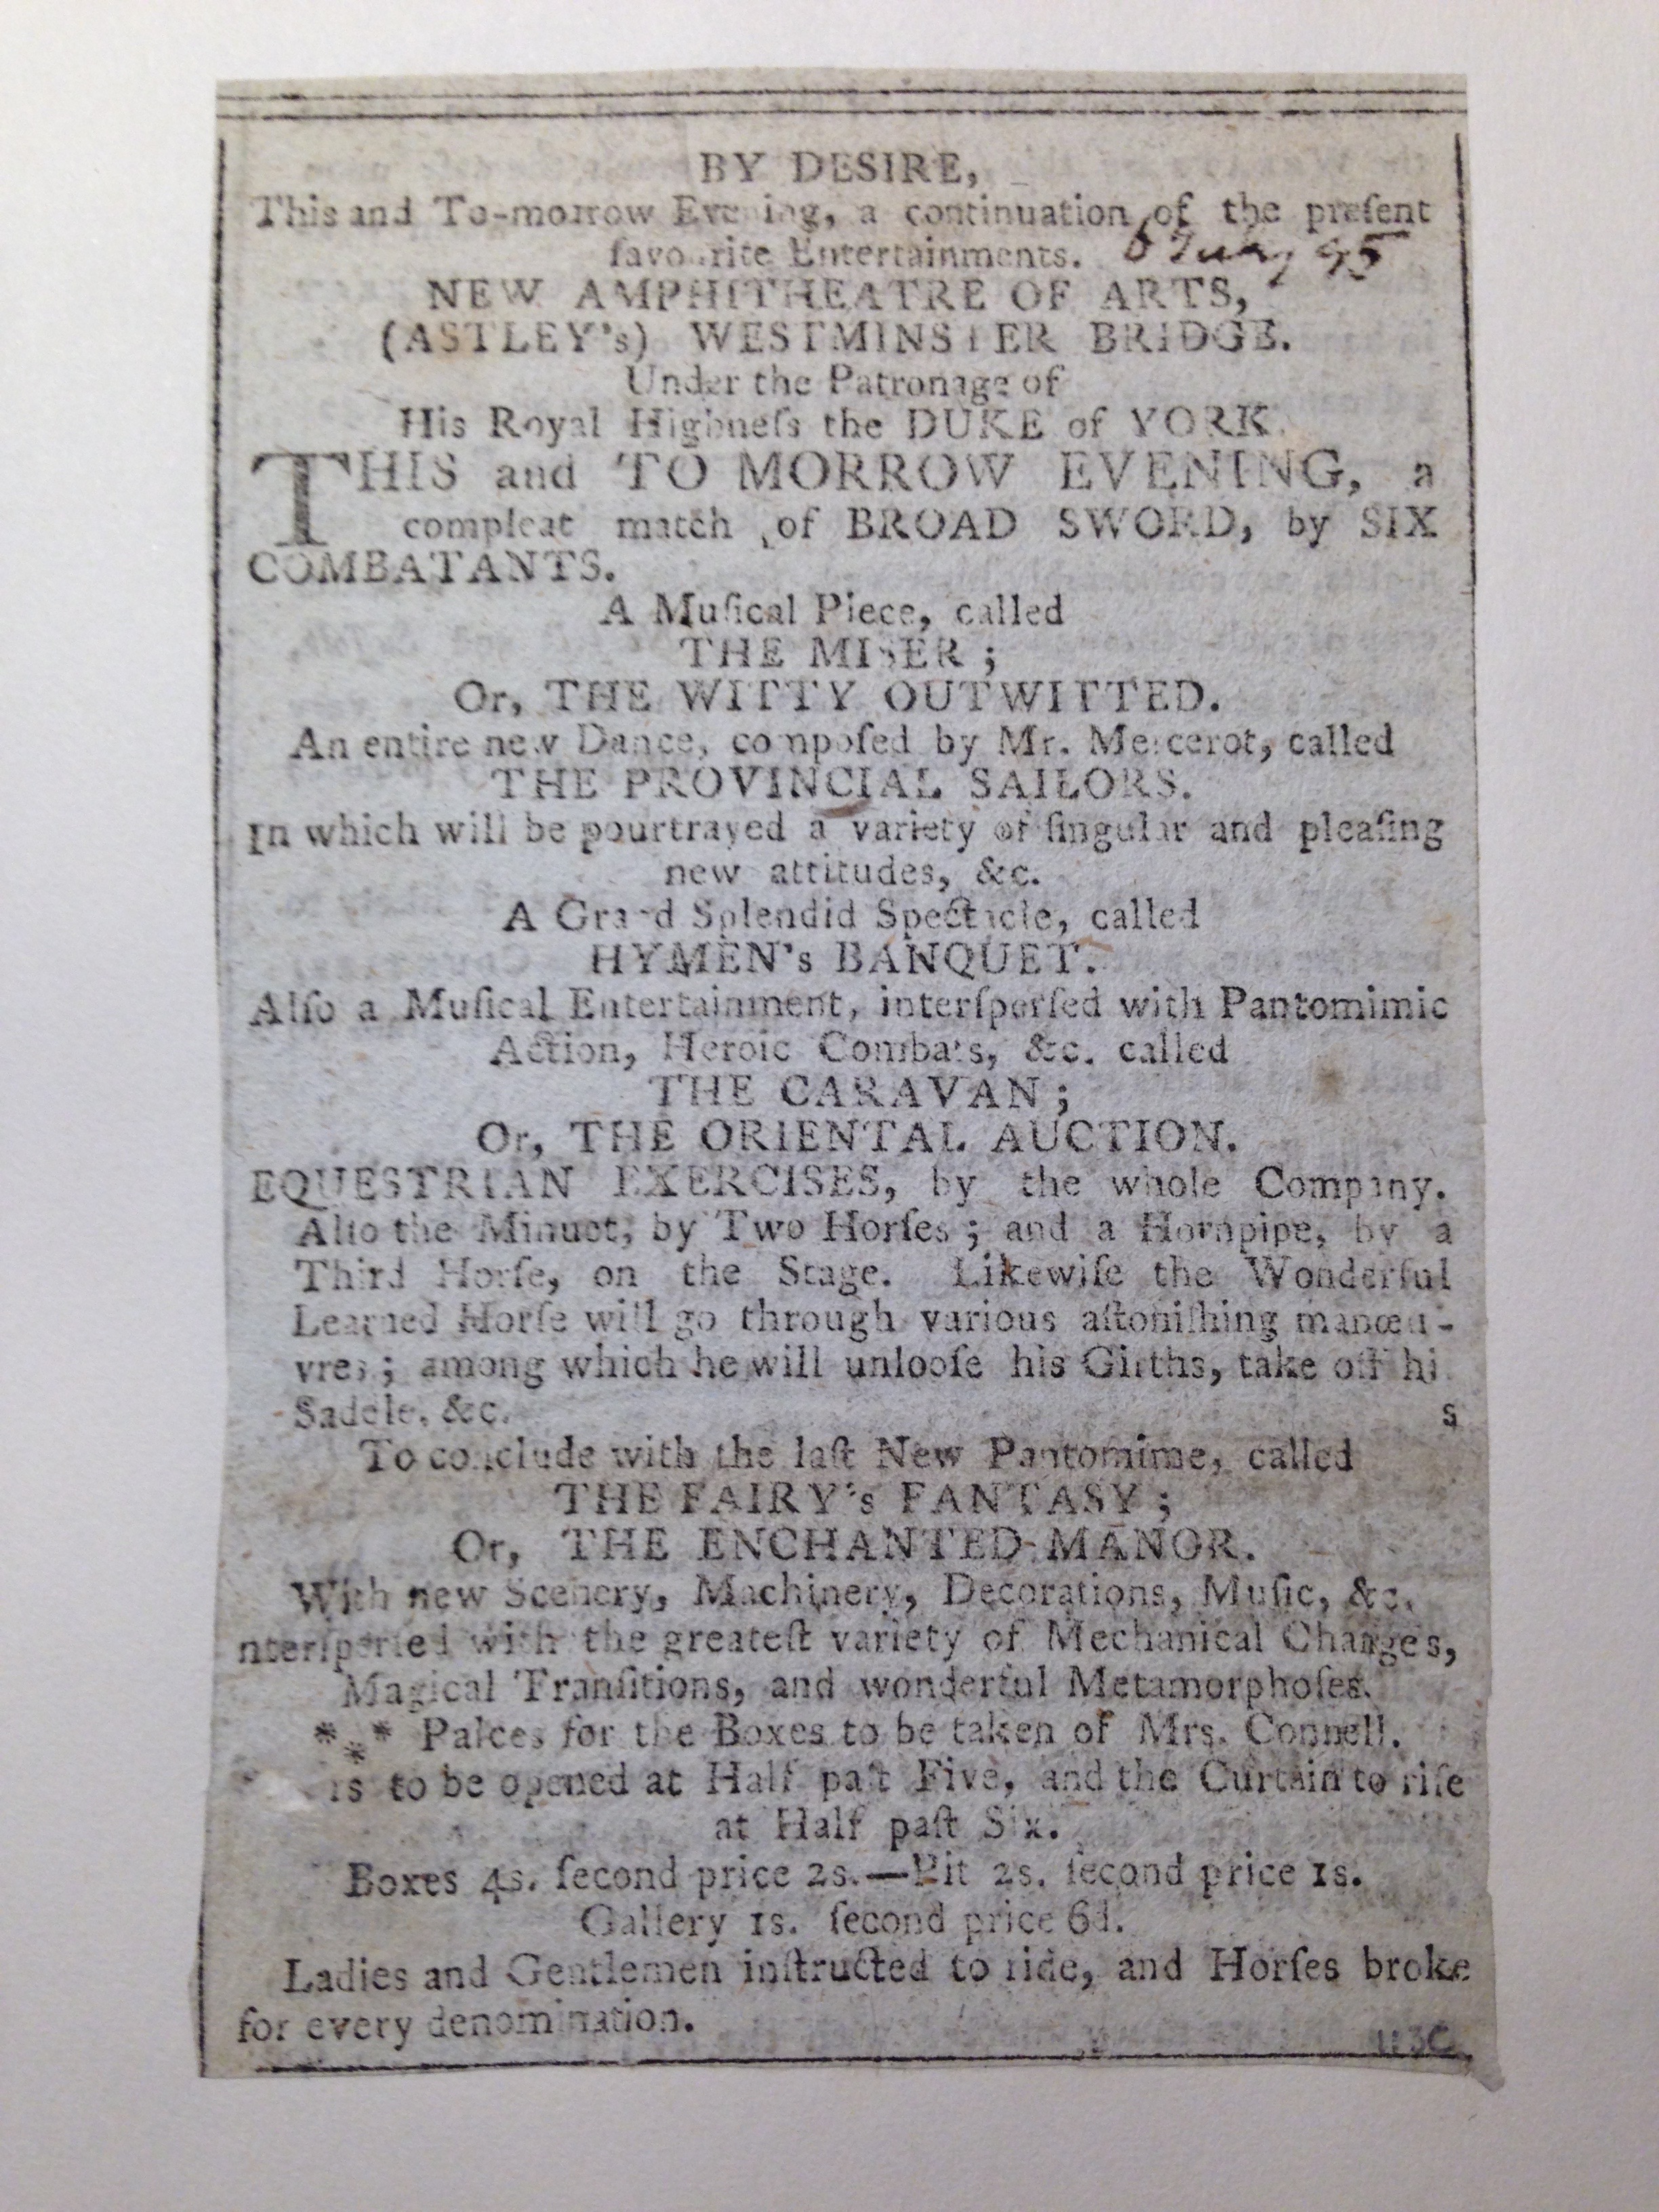 BY DESIRE,
This and To-morrow Evening, a continuation of the preſent
favourite Entertainments.
95
NEW AMPHITHEATRE OF ARTS,
(ASTLEY's) WESTMINSTER BRIDGE.
Under the Patronage of
His Royal Highneſs the DUKE of YORK.
THIS and TO MORROW EVENING, a
compleat match of BROAD SWORD, by SIX
COMBATANTS.
A Muſical Piece, called
THE MISER;
Or, THE WITTY OUTWITTED.
An entire new Dance, compoſed by Mr. Mercerot, called
THE PROVINCIAL SAILORS.
In which will be pourtrayed a variety of ſingular and pleaſing
new attitudes, &c.
A Grand Splendid Spectacle, called
HYMEN's BANQUET.
Alſo a Muſical Entertainment, interſperſed with Pantomimic
Action, Heroic Combats, &c. called
THE CARAVAN;
Or, THE ORIENTAL AUCTION.
EQUESTRIAN EXERCISES, by the whole Company.
Alſo the Minuet, by Two Horſes; and a Hornpipe, by a
Third Horſe, on the Stage. Likewiſe the Wonderful
Learned Horſe will go through various aſtoniſhing manœu-
vres; among which he will unlooſe his Girths, take off hi
Saddle, &c. s
To conclude with the laſt New Pantomime, called
THE FAIRY's FANTASY;
Or, THE ENCHANTED MANOR.
With new Scenery, Machinery, Decorations, Muſic, &c.
nterſperſed with the greateſt variety of Mechanical Changes,
Magical Tranſitions, and wonderful Metamorphoſes.
*⁎* Palces for the Boxes to be taken of Mrs. Connell.
rs to be opened at Half paſt Five, and the Curtain to riſe
at Half paſt Six.
Boxes 4s. ſecond price 2s.—Pit 2s. ſecond price 1s.
Gallery 1s. ſecond price 6d.
Ladies and Gentlemen inſtructed to ride, and Horſes broke
for every denomination.